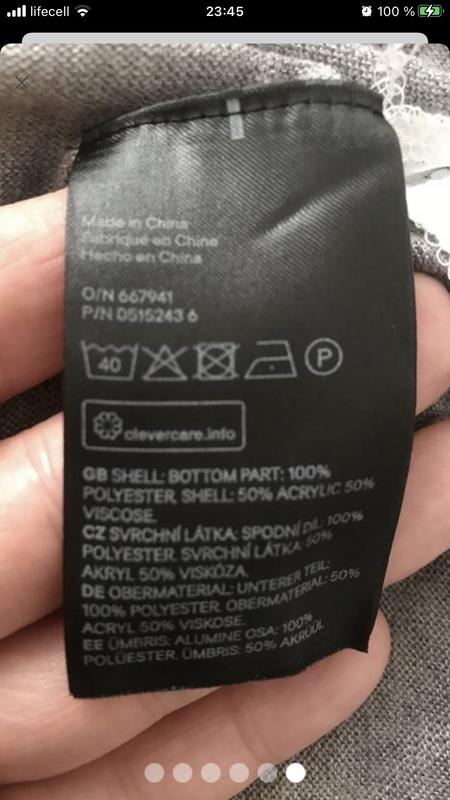 lifecell 23:45 100 %
Made in China
Fabriqué en Chine
Hecho en China
O/N 667941
P/N 0515243 6
40 P
clevercare.info
GB SHELL: BOTTOM PART: 100%
POLYESTER, SHELL: 50% ACRYLIC 50%
VISCOSE.
CZ SVRCHNÍ LÁTKA: SPODNÍ DÍL: 100%
POLYESTER. SVRCHNÍ LÁTKA: 50%
AKRYL 50% VISKÓZA.
DE OBERMATERIAL: UNTERER TEIL:
100% POLYESTER. OBERMATERIAL: 50%
ACRYL 50% VISKOSE.
EE ÜMBRIS: ALUMINE OSA: 100%
POLÜESTER, ÜMBRIS: 50% AKRÜÜL